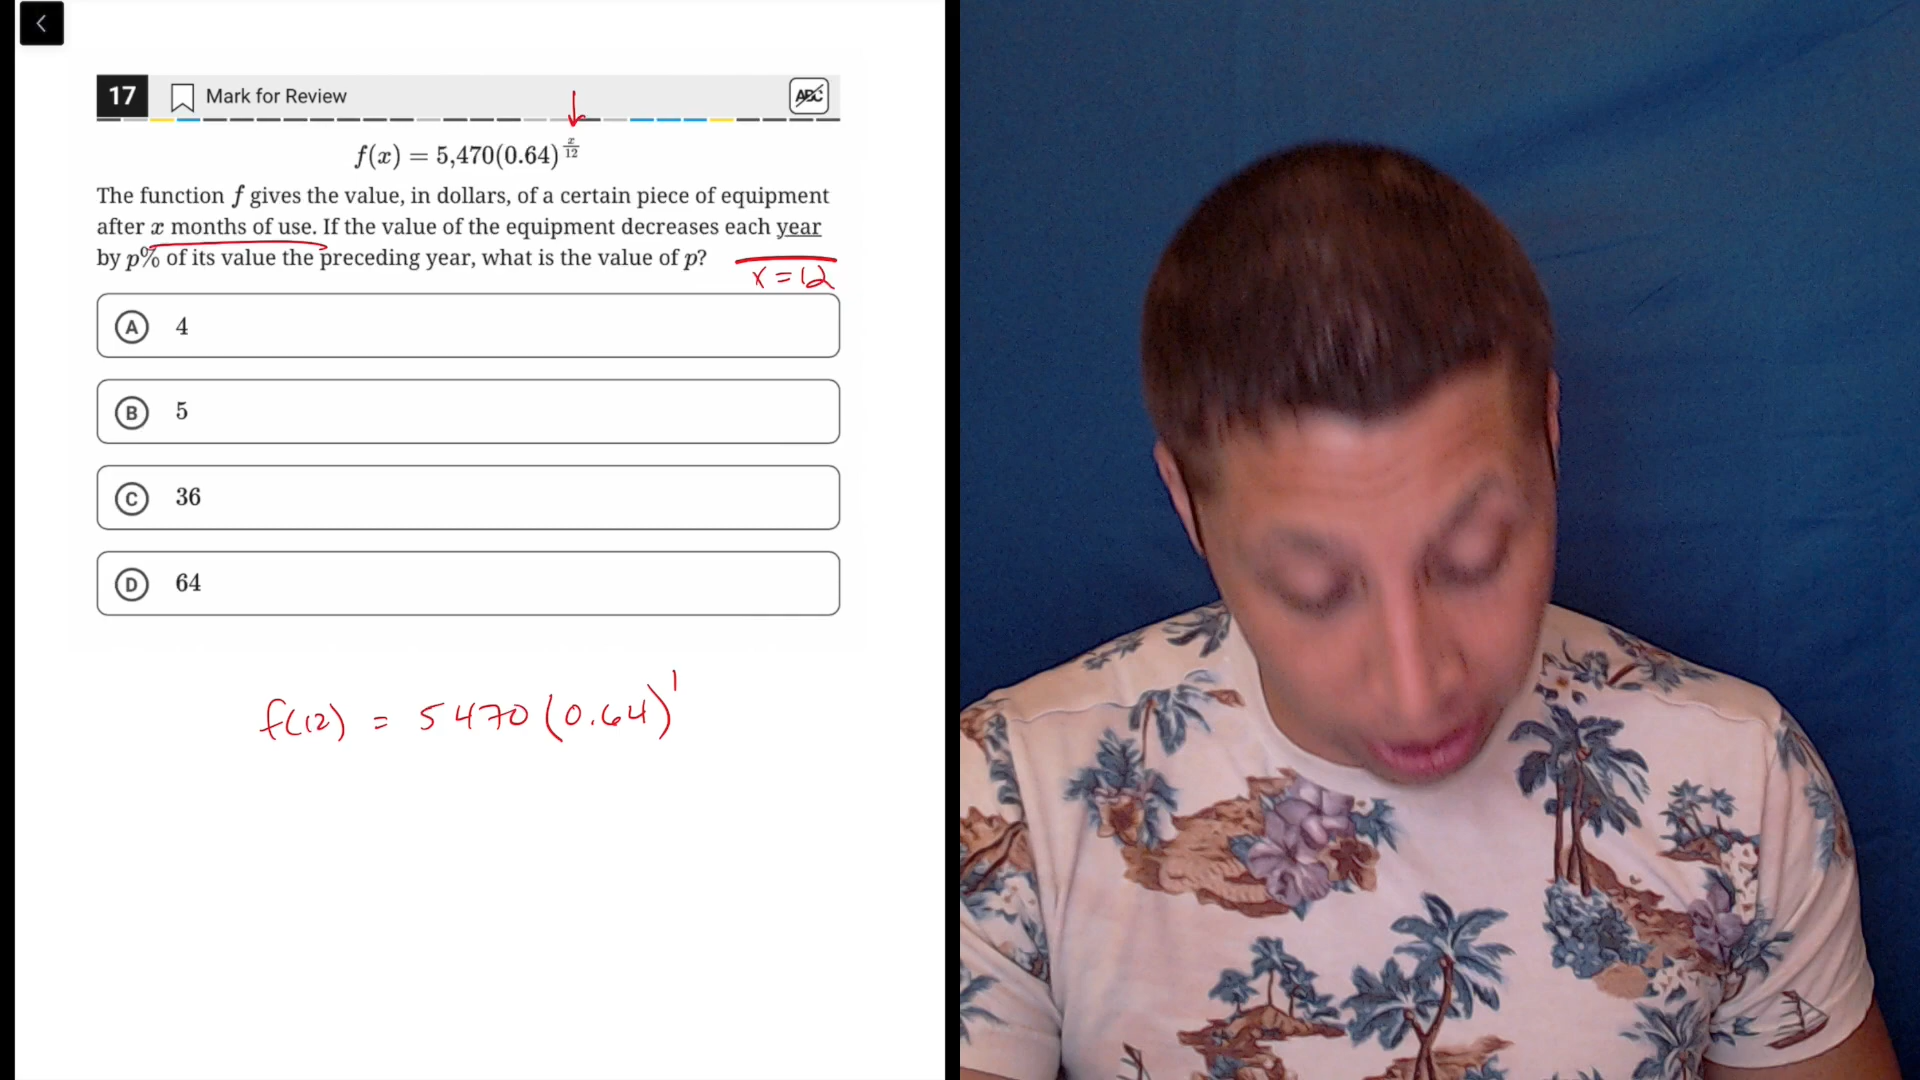 17 Mark for Review ABC
f(x) = 5,470(0.64)^{x/12}
The function f gives the value, in dollars, of a certain piece of equipment
after x months of use. If the value of the equipment decreases each year
by p% of its value the preceding year, what is the value of p?
x = 12
A 4
B 5
C 36
D 64
f(12) = 5470(0.64)^1